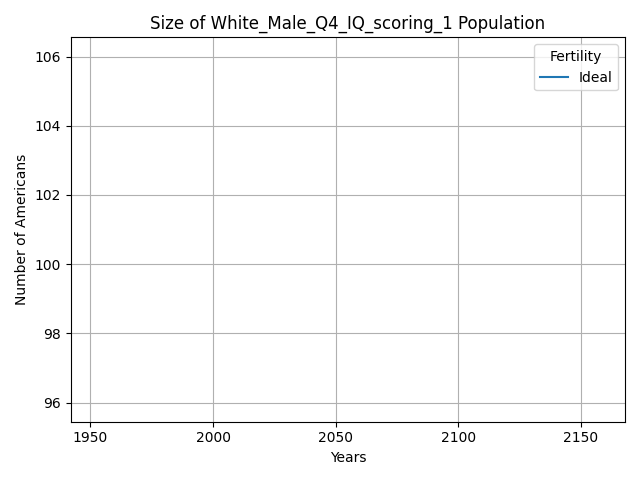 Size of White_Male_Q4_IQ_scoring_1 Population
Fertility
Ideal
106
104
102
100
98
96
Number of Americans
1950
2000
2050
2100
2150
Years